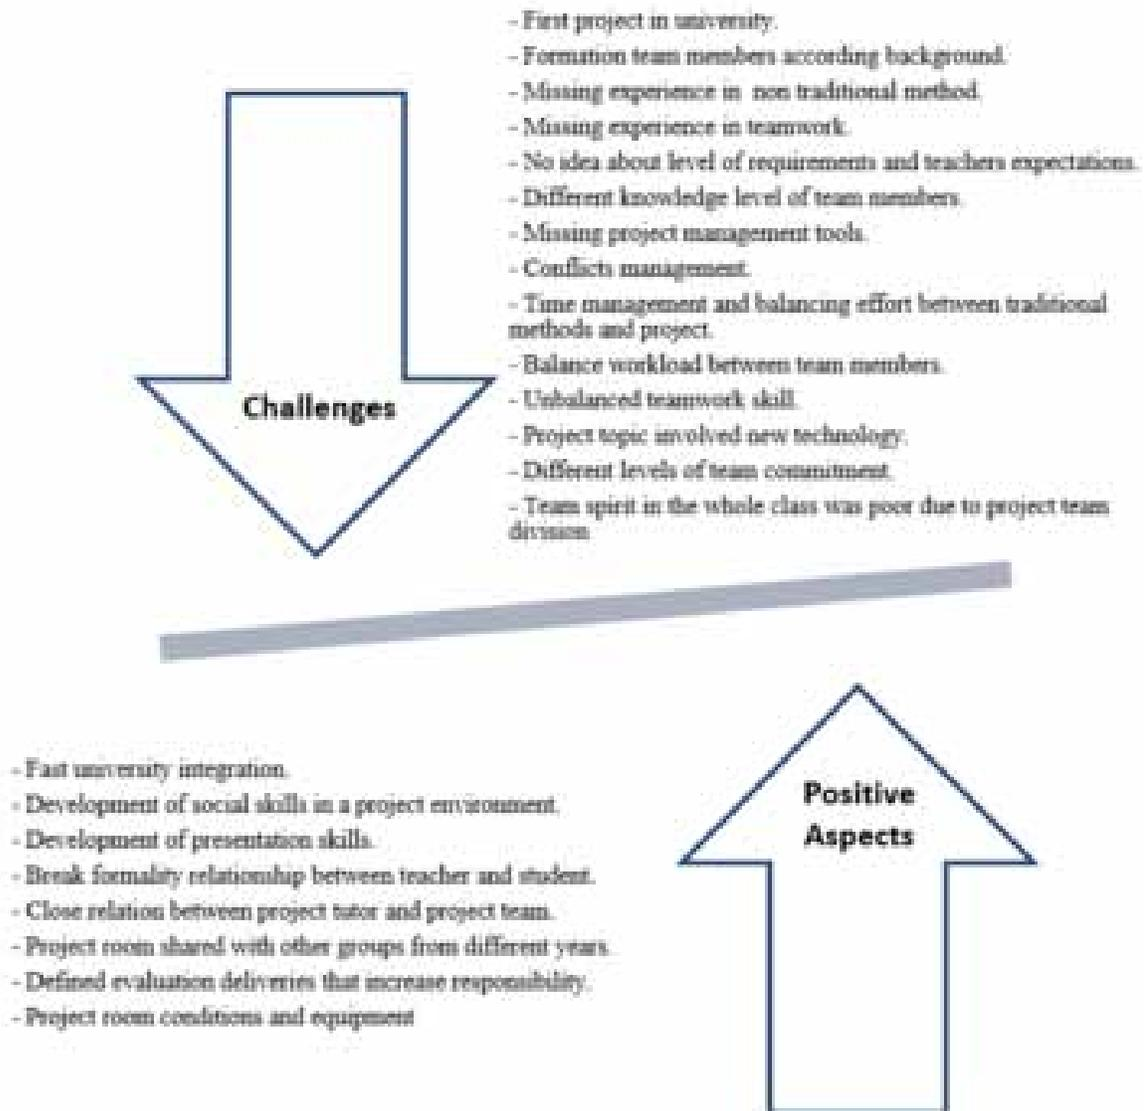 - First project in university.
- Formation team members according background.
- Missing experience in non traditional method.
- Missing experience in teamwork.
- No idea about level of requirements and teachers expectations.
- Different knowledge level of team members.
- Missing project management tools.
- Conflicts management.
- Time management and balancing effort between traditional
methods and project.
- Balance workload between team members.
- Unbalanced teamwork skill.
- Project topic involved new technology.
- Different levels of team commitment.
- Team spirit in the whole class was poor due to project team
division
Challenges
Positive
Aspects
- Fast university integration.
- Development of social skills in a project environment.
- Development of presentation skills.
- Break formality relationship between teacher and student.
- Close relation between project tutor and project team.
- Project room shared with other groups from different years.
- Defined evaluation deliveries that increase responsibility.
- Project room conditions and equipment